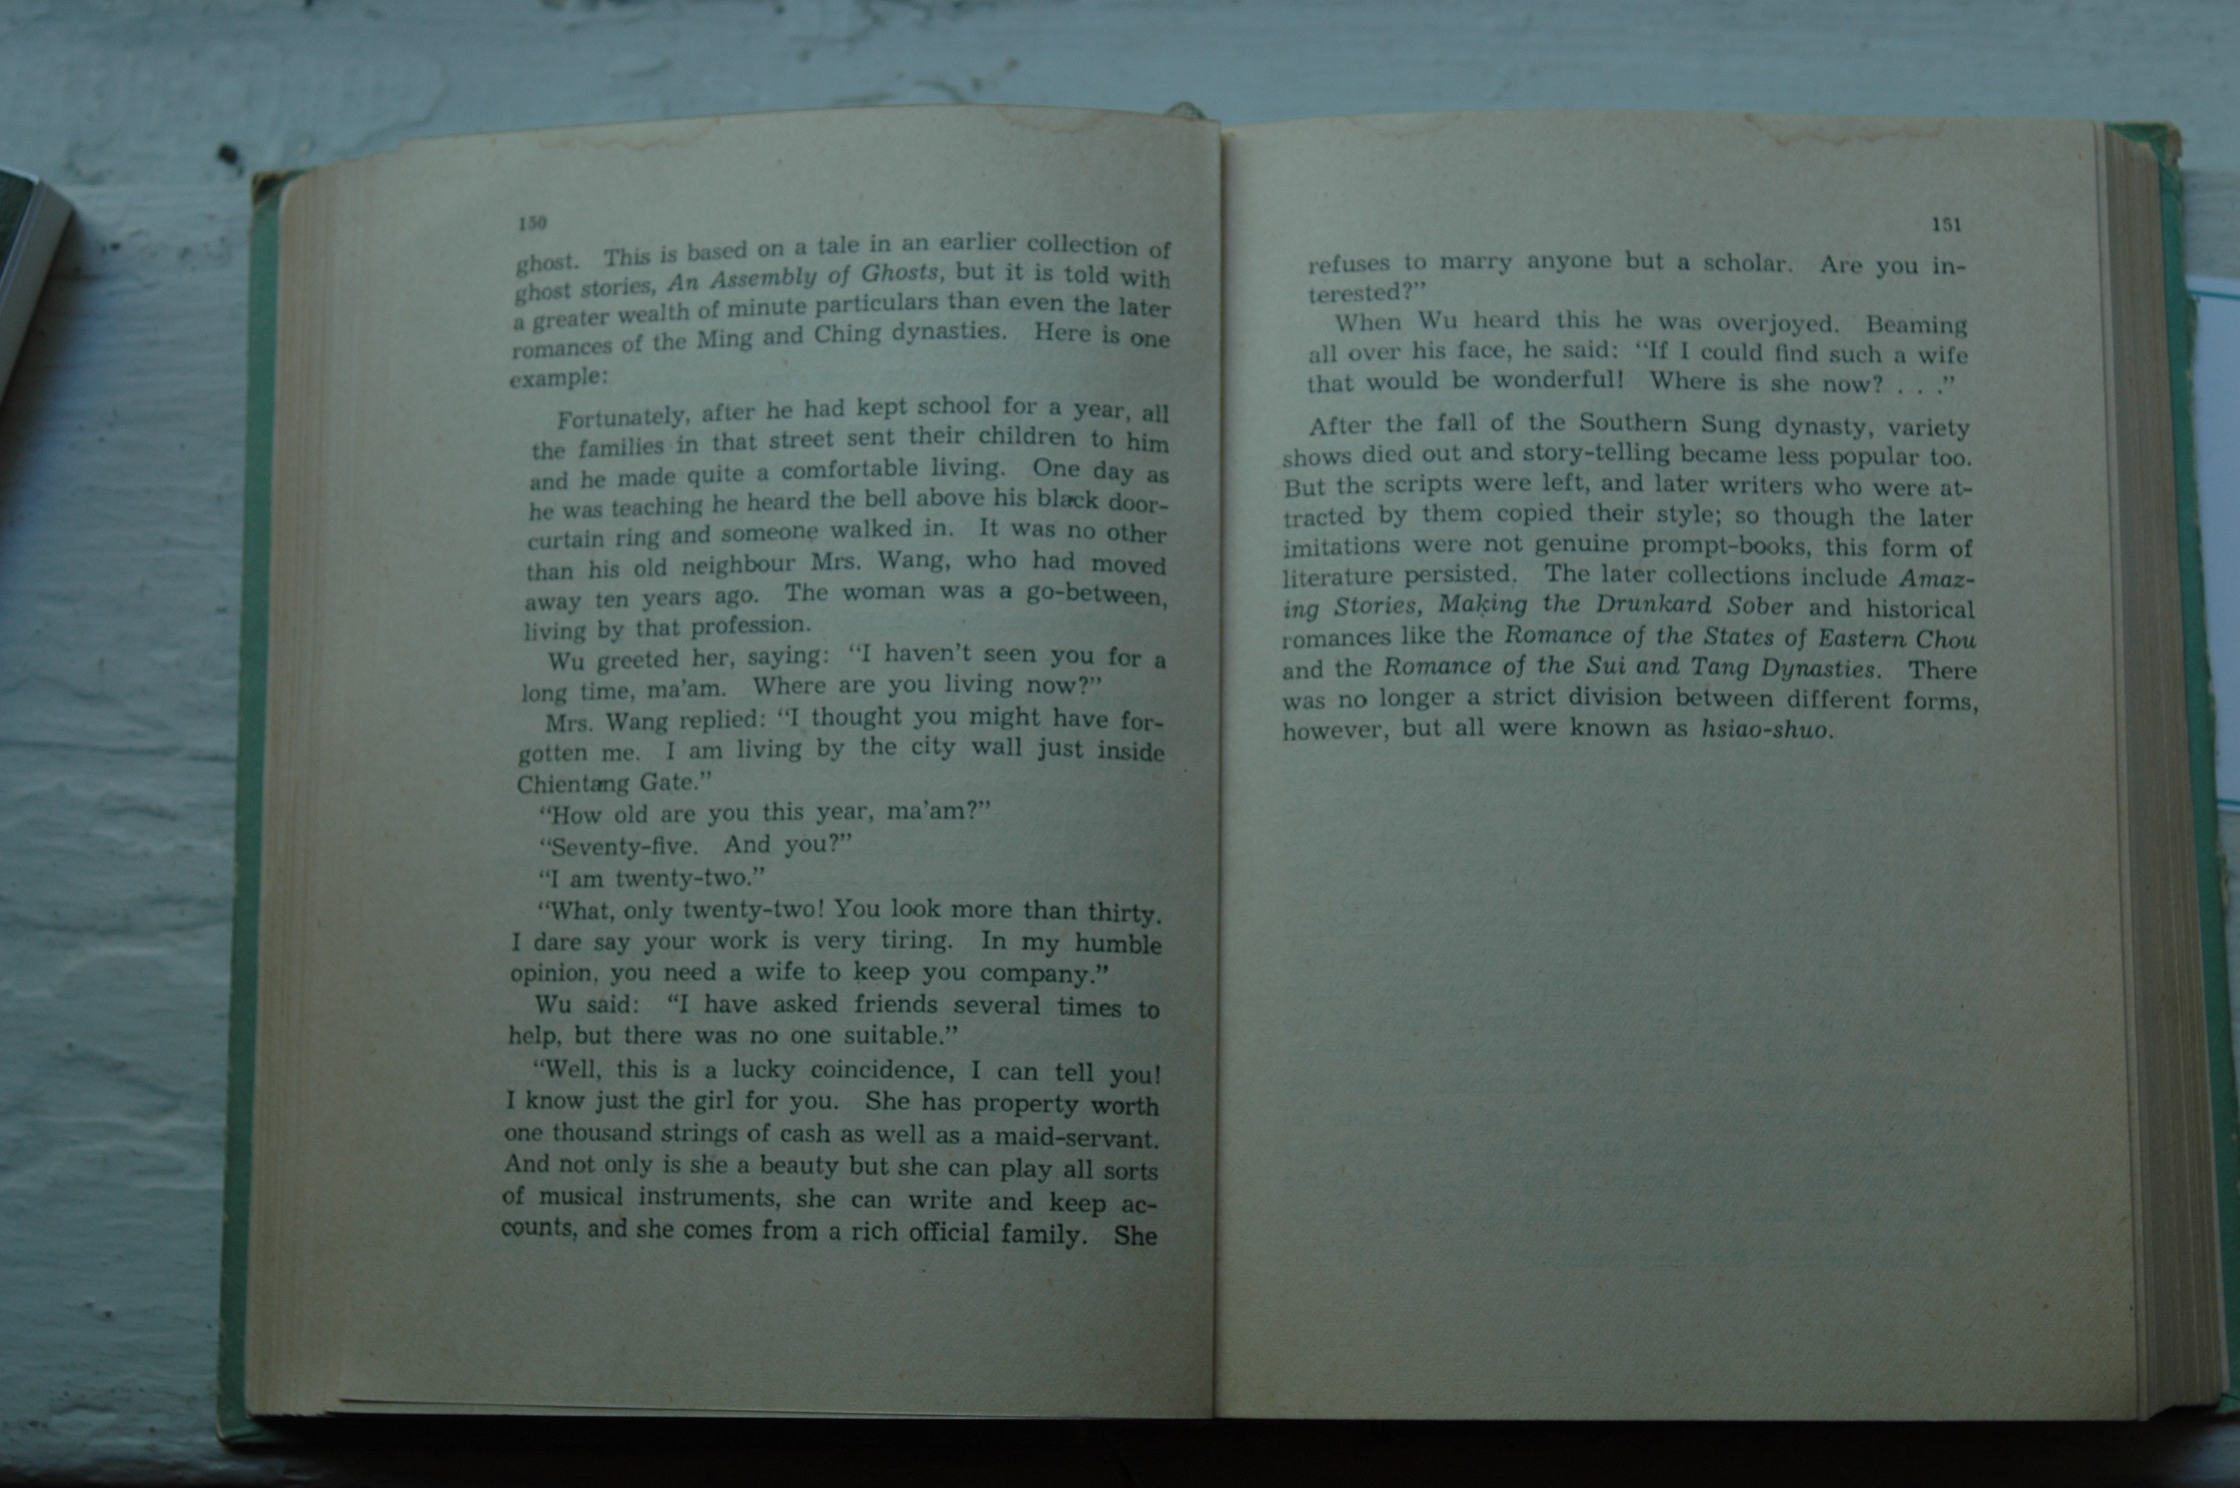 150
ghost. This is based on a tale in an earlier collection of
ghost stories, An Assembly of Ghosts, but it is told with
a greater wealth of minute particulars than even the later
romances of the Ming and Ching dynasties. Here is one
example:
Fortunately, after he had kept school for a year, all
the families in that street sent their children to him
and he made quite a comfortable living. One day as
he was teaching he heard the bell above his black door-
curtain ring and someone walked in. It was no other
than his old neighbour Mrs. Wang, who had moved
away ten years ago. The woman was a go-between,
living by that profession.
Wu greeted her, saying: “I haven’t seen you for a
long time, ma’am. Where are you living now?”
Mrs. Wang replied: “I thought you might have for-
gotten me. I am living by the city wall just inside
Chientang Gate.”
“How old are you this year, ma’am?”
“Seventy-five. And you?”
“I am twenty-two.”
“What, only twenty-two! You look more than thirty.
I dare say your work is very tiring. In my humble
opinion, you need a wife to keep you company.”
Wu said: “I have asked friends several times to
help, but there was no one suitable.”
“Well, this is a lucky coincidence, I can tell you!
I know just the girl for you. She has property worth
one thousand strings of cash as well as a maid-servant.
And not only is she a beauty but she can play all sorts
of musical instruments, she can write and keep ac-
counts, and she comes from a rich official family. She
151
refuses to marry anyone but a scholar. Are you in-
terested?”
When Wu heard this he was overjoyed. Beaming
all over his face, he said: “If I could find such a wife
that would be wonderful! Where is she now? . . .”
After the fall of the Southern Sung dynasty, variety
shows died out and story-telling became less popular too.
But the scripts were left, and later writers who were at-
tracted by them copied their style; so though the later
imitations were not genuine prompt-books, this form of
literature persisted. The later collections include Amaz-
ing Stories, Making the Drunkard Sober and historical
romances like the Romance of the States of Eastern Chou
and the Romance of the Sui and Tang Dynasties. There
was no longer a strict division between different forms,
however, but all were known as hsiao-shuo.